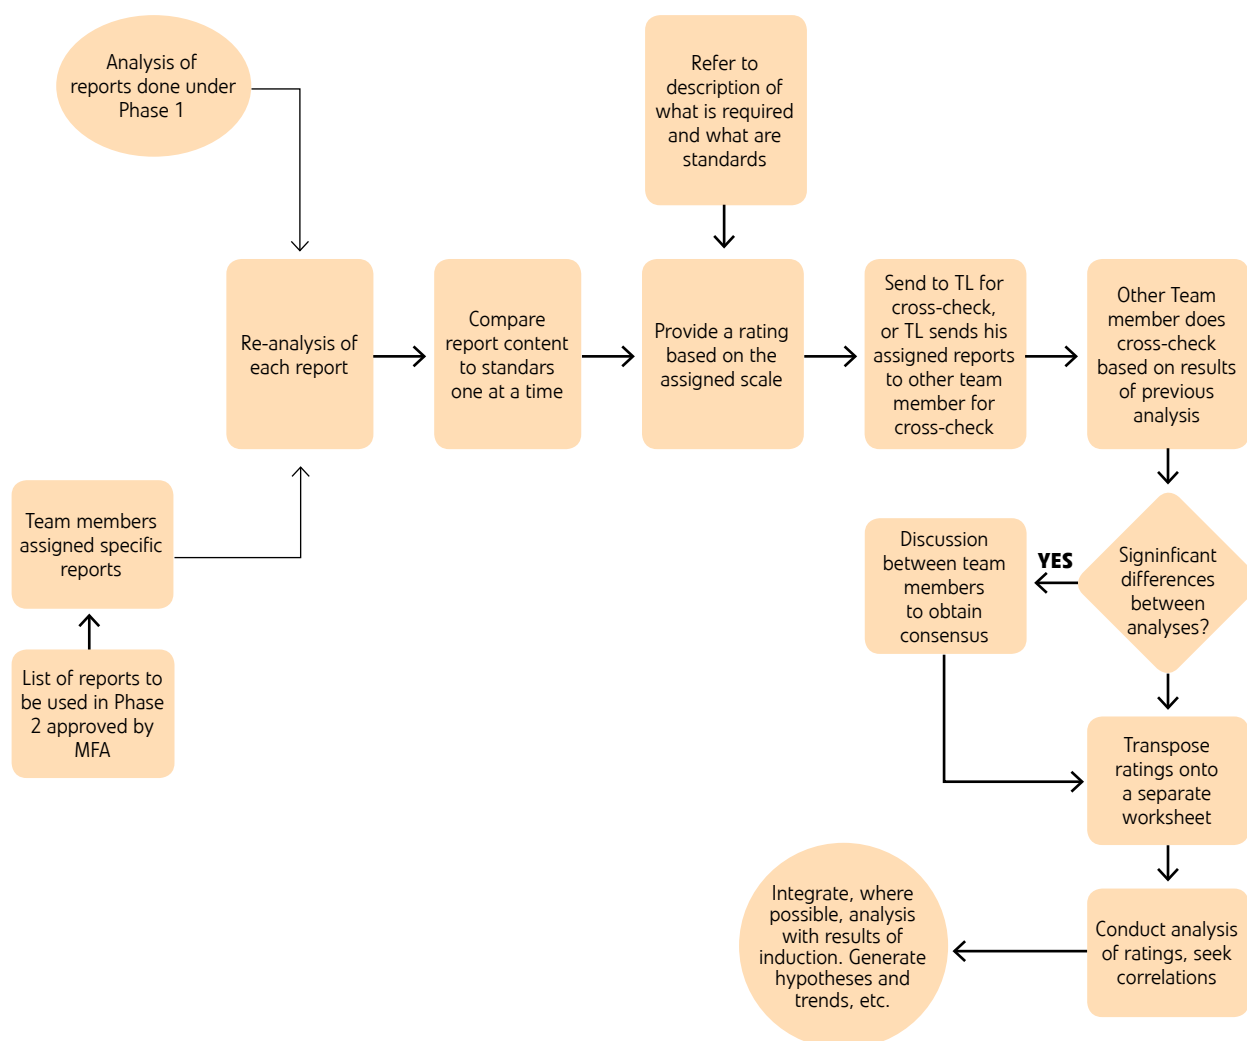 Analysis of
reports done under
Phase 1
Refer to
description of
what is required
and what are
standards
Re-analysis of
each report
Compare
report content
to standars
one at a time
Provide a rating
based on the
assigned scale
Send to TL for
cross-check,
or TL sends his
assigned reports
to other team
member for
cross-check
Other Team
member does
cross-check
based on results
of previous
analysis
Team members
assigned specific
reports
List of reports to
be used in Phase
2 approved by
MFA
Discussion
between team
members
to obtain
consensus
YES
Signinficant
differences
between
analyses?
Transpose
ratings onto
a separate
worksheet
Conduct analysis
of ratings, seek
correlations
Integrate, where
possible, analysis
with results of
induction. Generate
hypotheses and
trends, etc.